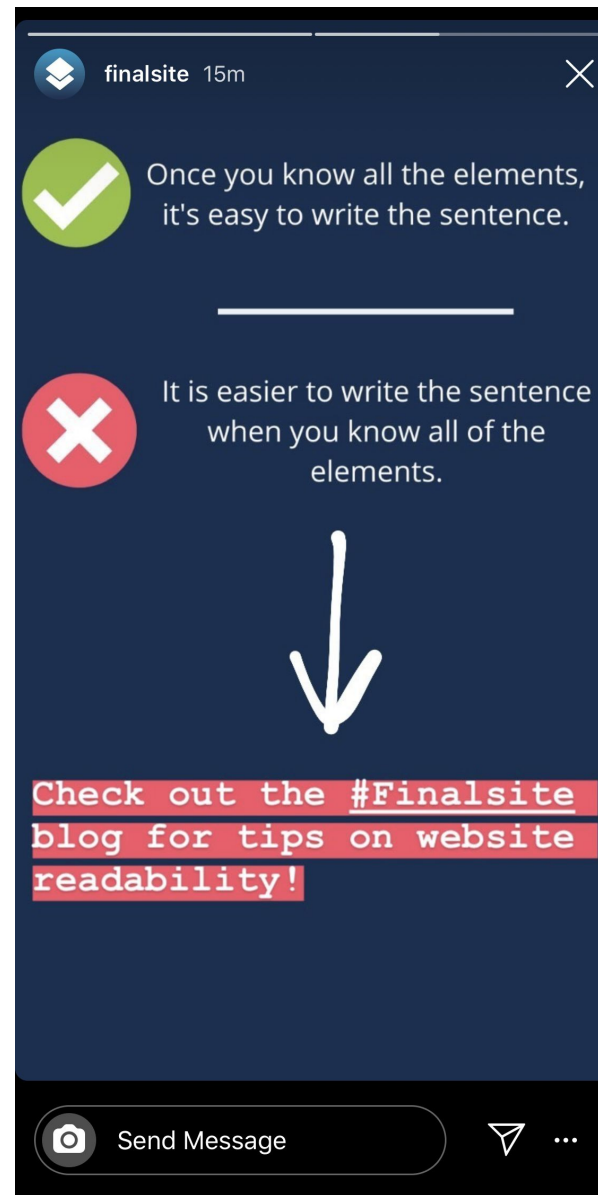 finalsite 15m
Once you know all the elements,
it's easy to write the sentence.
It is easier to write the sentence
when you know all of the
elements.
Check out the #Finalsite
blog for tips on website
readability!
Send Message